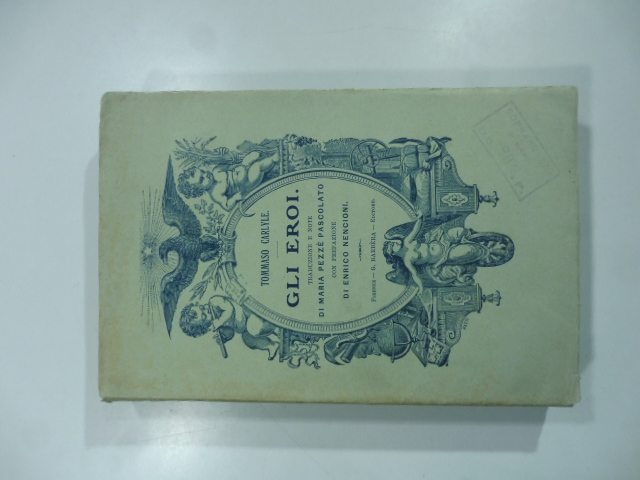 TOMMASO CARLYLE.
GLI EROI.
TRADUZIONE E NOTE
DI MARIA PEZZÈ PASCOLATO
CON PREFAZIONE
DI ENRICO NENCIONI.
FIRENZE — G. BARBÈRA — EDITORE.